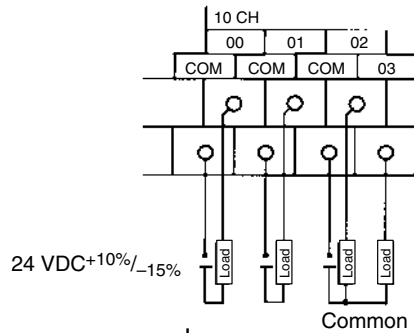 10 CH
00 01 02
COM COM COM 03
24 VDC+10%/–15%
Load Load Load Load
Common